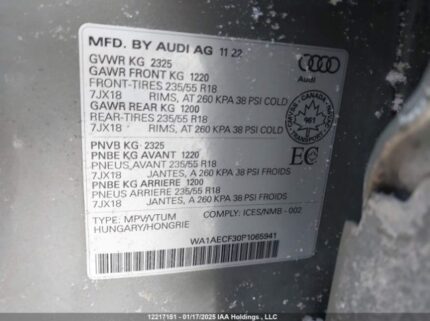 MFD. BY AUDI AG 11 22
GVWR KG 2325
GAWR FRONT KG 1220
FRONT-TIRES 235/55 R18
7JX18 RIMS, AT 260 KPA 38 PSI COLD
GAWR REAR KG 1200
REAR-TIRES 235/55 R18
7JX18 RIMS, AT 260 KPA 38 PSI COLD
PNVB KG 2325
PNBE KG AVANT 1220
PNEUS AVANT 235/55 R18
7JX18 JANTES, A 260 KPA 38 PSI FROIDS
PNBE KG ARRIERE 1200
PNEUS ARRIERE 235/55 R18
7JX18 JANTES, A 260 KPA 38 PSI FROIDS
TYPE: MPV/VTUM COMPLY: ICES/NMB - 002
HUNGARY/HONGRIE
WA1AECF30P1065941
Audi
CANADA
961
TRANSPORT
EC
12217151 - 01/17/2025 IAA Holdings, LLC | Copart